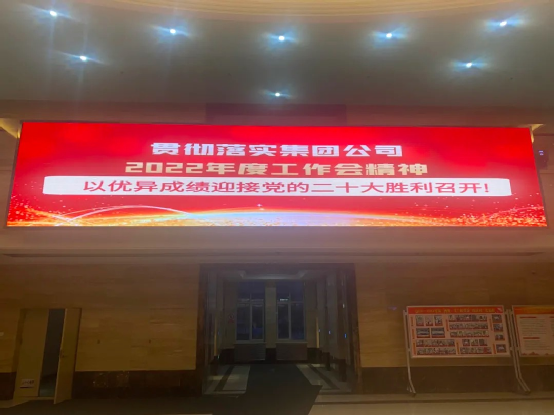 贯彻落实集团公司
2022年度工作会精神
以优异成绩迎接党的二十大胜利召开!